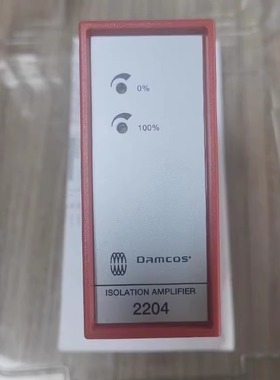 0%
100%
Damcos®
ISOLATION AMPLIFIER
2204